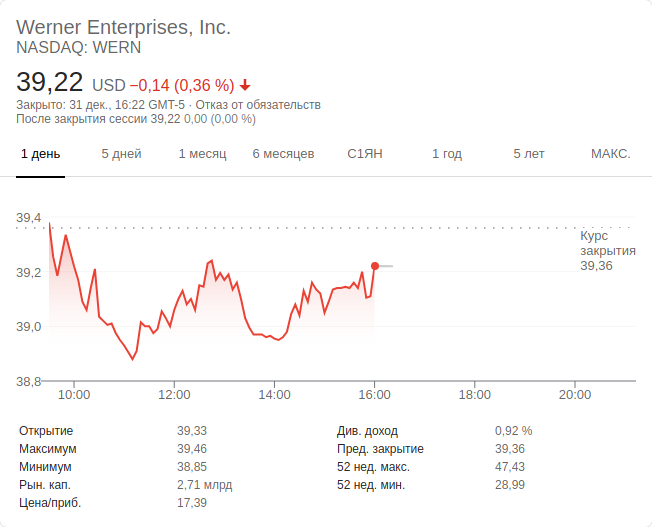 Werner Enterprises, Inc.
NASDAQ: WERN
39,22 USD −0,14 (0,36 %)
Закрыто: 31 дек., 16:22 GMT-5 · Отказ от обязательств
После закрытия сессии 39,22 0,00 (0,00 %)
1 день 5 дней 1 месяц 6 месяцев С1ЯН 1 год 5 лет МАКС.
39,4
Курс
закрытия
39,36
39,2
39,0
38,8
10:00 12:00 14:00 16:00 18:00 20:00
Открытие 39,33 Див. доход 0,92 %
Максимум 39,46 Пред. закрытие 39,36
Минимум 38,85 52 нед. макс. 47,43
Рын. кап. 2,71 млрд 52 нед. мин. 28,99
Цена/приб. 17,39